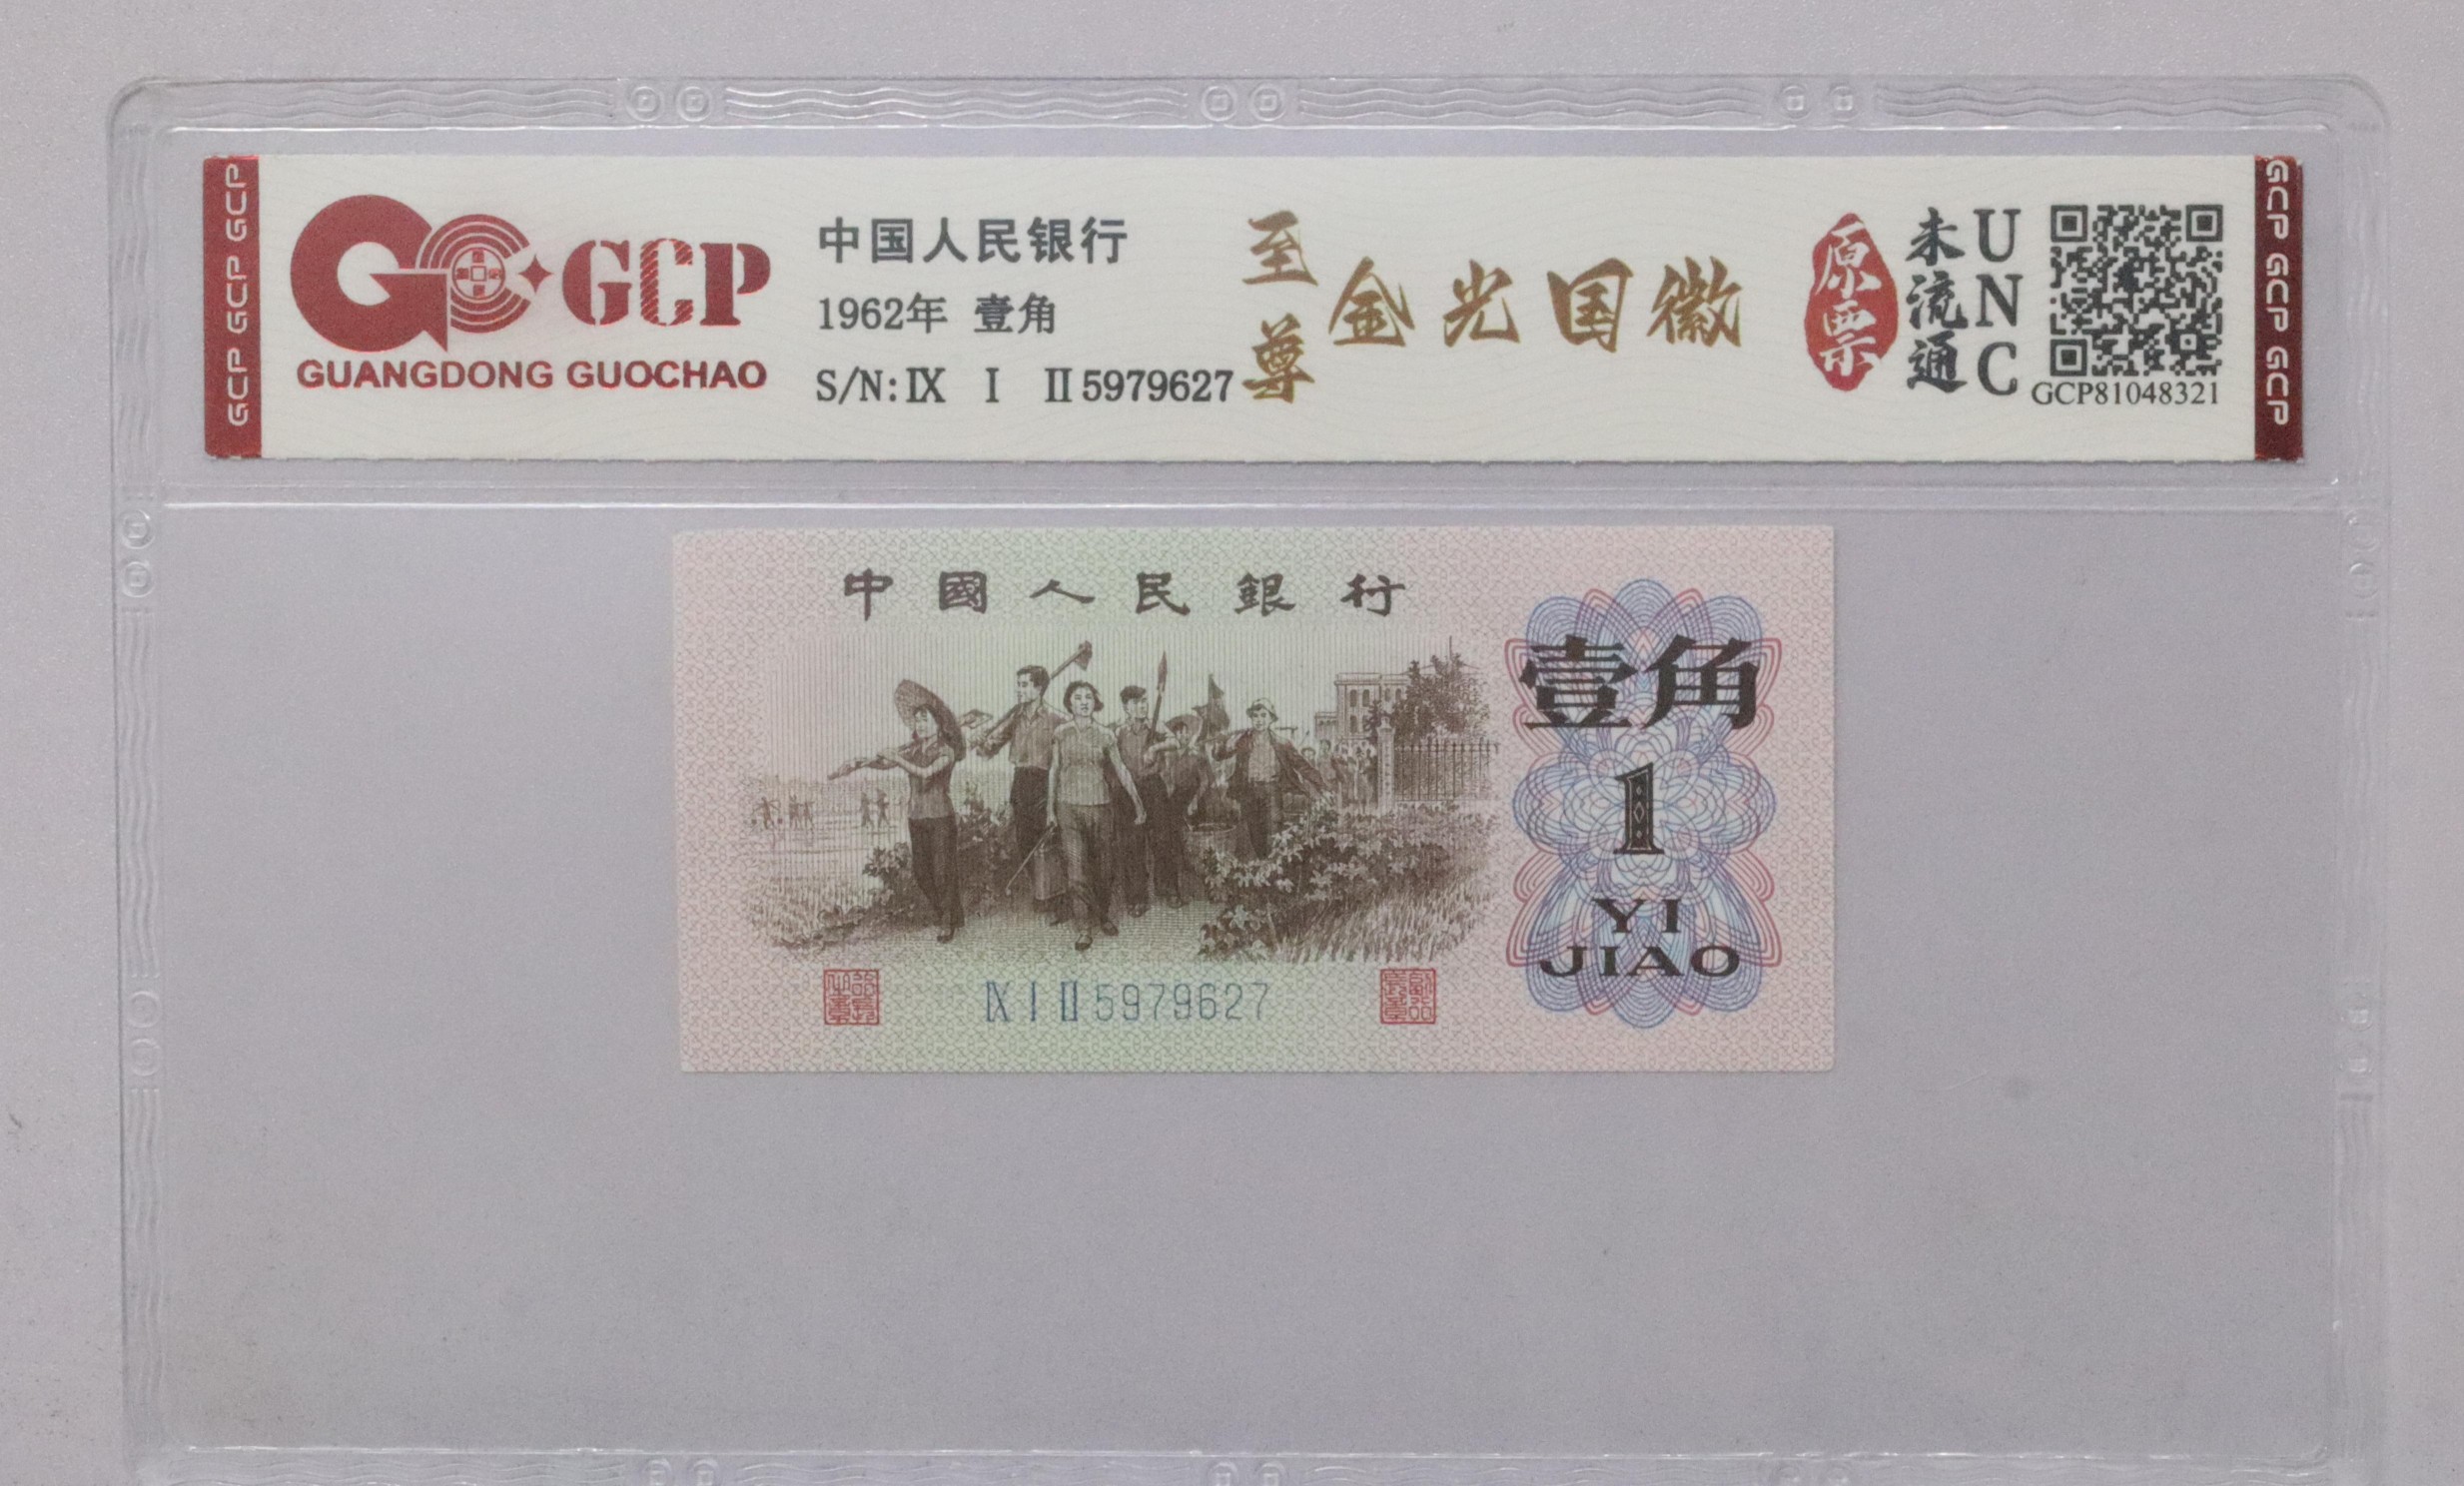 GCP GCP GCP
GCP
GUANGDONG GUOCHAO
中国人民银行
1962年 壹角
S/N:Ⅸ Ⅰ Ⅱ5979627
至尊
金光国徽
原票
未流通
UNC
GCP81048321
GCP GCP GCP
中國人民銀行
壹角
1
YI
JIAO
Ⅸ Ⅰ Ⅱ 5979627